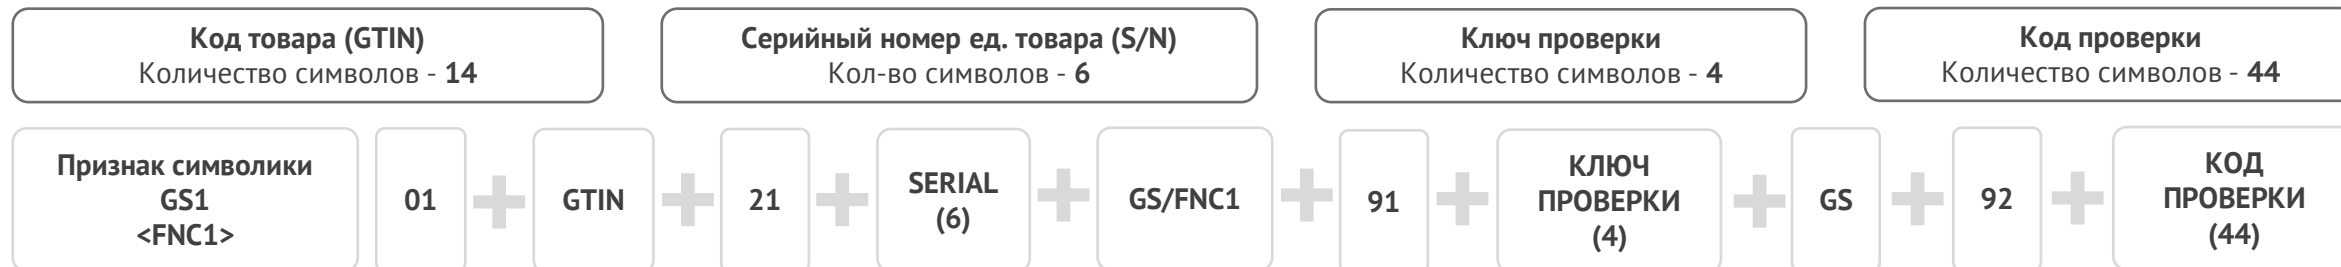 Код товара (GTIN)
Количество символов - 14
Серийный номер ед. товара (S/N)
Кол-во символов - 6
Ключ проверки
Количество символов - 4
Код проверки
Количество символов - 44
Признак символики
GS1
<FNC1>
01
GTIN
21
SERIAL
(6)
GS/FNC1
91
КЛЮЧ
ПРОВЕРКИ
(4)
GS
92
КОД
ПРОВЕРКИ
(44)